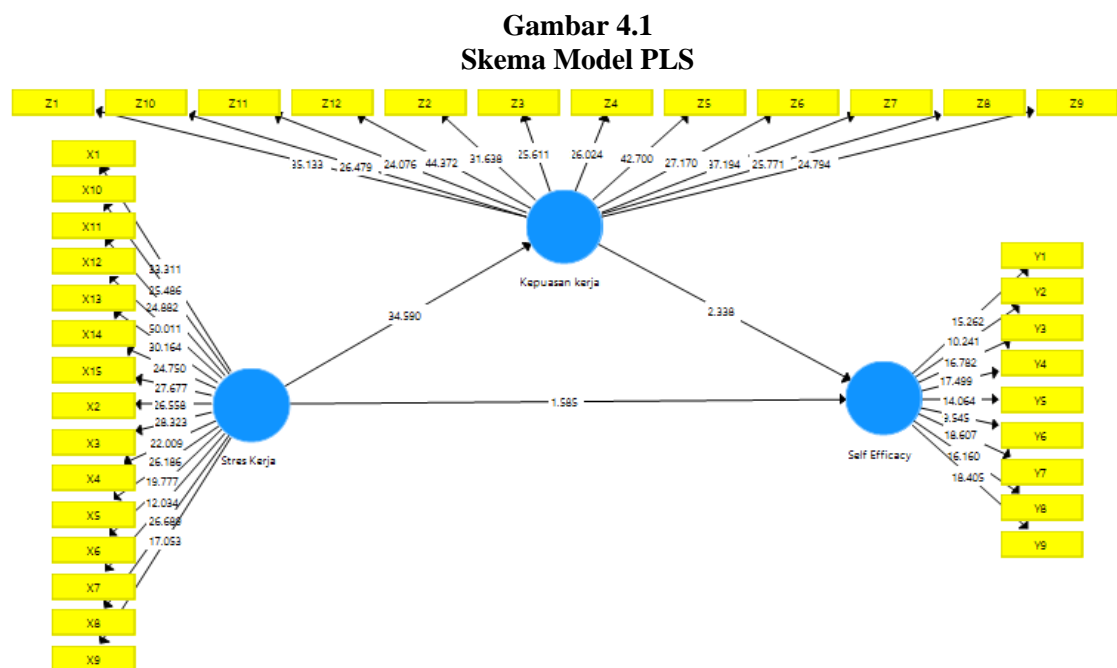 Gambar 4.1
Skema Model PLS
Z1 Z10 Z11 Z12 Z2 Z3 Z4 Z5 Z6 Z7 Z8 Z9
35.133 26.479 24.076 44.372 31.638 25.611 26.024 42.700 27.170 37.194 25.771 24.794
Kepuasan kerja
X1
X10
X11
X12
X13
X14
X15
X2
X3
X4
X5
X6
X7
X8
X9
25.486
24.882
50.011
30.164
24.750
27.677
26.558
28.323
22.009
26.186
19.777
12.034
26.689
17.053
Stres Kerja
34.590
2.338
1.585
Self Efficacy
15.262
10.241
16.782
17.499
14.064
9.545
18.607
16.160
18.405
Y1
Y2
Y3
Y4
Y5
Y6
Y7
Y8
Y9